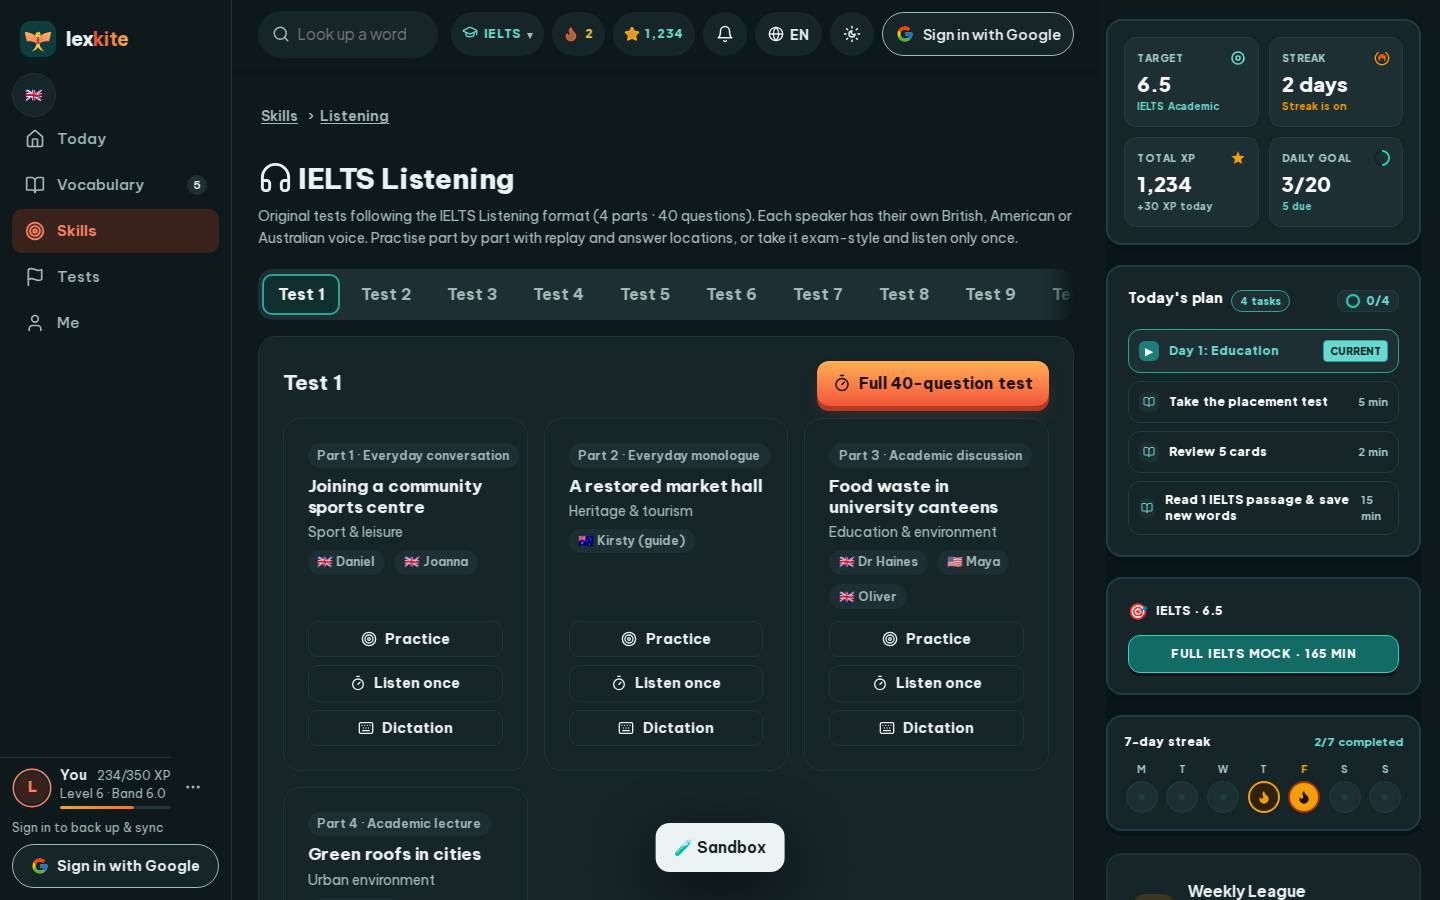 lexkite
Today
Vocabulary 5
Skills
Tests
Me
You 234/350 XP
Level 6 · Band 6.0
L
Sign in to back up & sync
Sign in with Google
Look up a word
IELTS ▾
2
1,234
EN
Sign in with Google
Skills › Listening
IELTS Listening
Original tests following the IELTS Listening format (4 parts · 40 questions). Each speaker has their own British, American or
Australian voice. Practise part by part with replay and answer locations, or take it exam-style and listen only once.
Test 1 Test 2 Test 3 Test 4 Test 5 Test 6 Test 7 Test 8 Test 9 Te
Test 1
Full 40-question test
Part 1 · Everyday conversation
Joining a community
sports centre
Sport & leisure
Daniel Joanna
Practice
Listen once
Dictation
Part 2 · Everyday monologue
A restored market hall
Heritage & tourism
Kirsty (guide)
Practice
Listen once
Dictation
Part 3 · Academic discussion
Food waste in
university canteens
Education & environment
Dr Haines Maya
Oliver
Practice
Listen once
Dictation
Part 4 · Academic lecture
Green roofs in cities
Urban environment
Sandbox
TARGET
6.5
IELTS Academic
STREAK
2 days
Streak is on
TOTAL XP
1,234
+30 XP today
DAILY GOAL
3/20
5 due
Today's plan 4 tasks 0/4
Day 1: Education CURRENT
Take the placement test 5 min
Review 5 cards 2 min
Read 1 IELTS passage & save 15
new words min
IELTS · 6.5
FULL IELTS MOCK · 165 MIN
7-day streak 2/7 completed
M T W T F S S
Weekly League